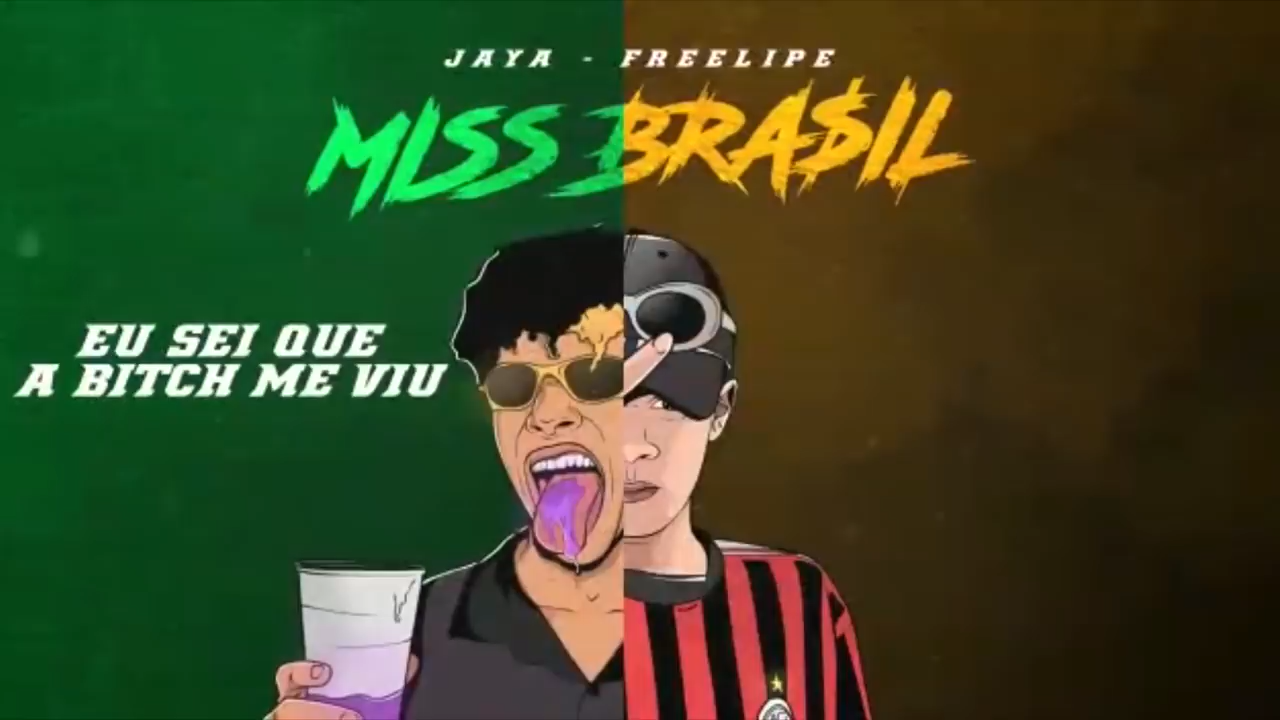 JAYA - FREELIPE
MISS BRA$IL
EU SEI QUE
A BITCH ME VIU